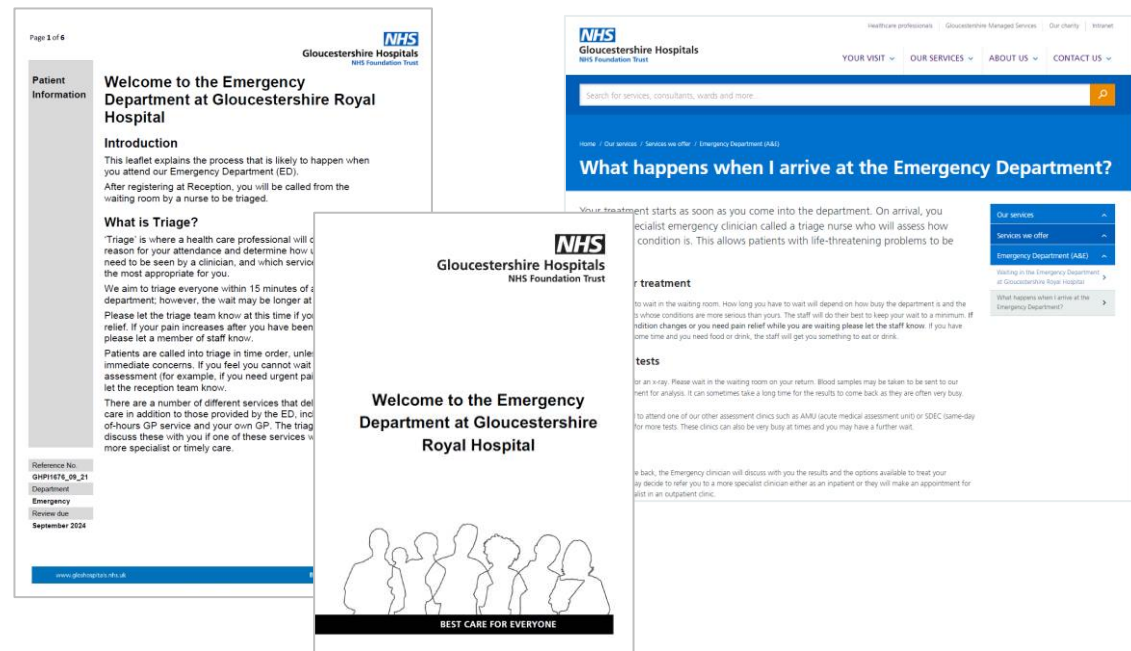 Page 1 of 6
NHS
Gloucestershire Hospitals
NHS Foundation Trust
Patient
Information
Welcome to the Emergency
Department at Gloucestershire Royal
Hospital
Introduction
This leaflet explains the process that is likely to happen when
you attend our Emergency Department (ED).
After registering at Reception, you will be called from the
waiting room by a nurse to be triaged.
What is Triage?
'Triage' is where a health care professional will
reason for your attendance and determine how
need to be seen by a clinician, and which
the most appropriate for you.
We aim to triage everyone within 15 minutes of
department; however, the wait may be longer at
Please let the triage team know at this time if
relief. If your pain increases after you have been
please let a member of staff know.
Patients are called into triage in time order,
immediate concerns. If you feel you cannot wait
assessment (for example, if you need urgent
let the reception team know.
There are a number of different services that
care in addition to those provided by the ED,
of-hours GP service and your own GP. The
discuss these with you if one of these services
more specialist or timely care.
Reference No.
GHPI1676_09_21
Department
Emergency
Review due
September 2024
www.gloshospitals.nhs.uk
NHS
Gloucestershire Hospitals
NHS Foundation Trust
Welcome to the Emergency
Department at Gloucestershire
Royal Hospital
BEST CARE FOR EVERYONE
Healthcare professionals Gloucestershire Managed Services Our charity Intranet
NHS
Gloucestershire Hospitals
NHS Foundation Trust
YOUR VISIT OUR SERVICES ABOUT US CONTACT US
Search for services, consultants, wards and more...
Home / Our services / Services we offer / Emergency Department (A&E)
What happens when I arrive at the Emergency Department?
Your treatment starts as soon as you come into the department. On arrival, you
specialist emergency clinician called a triage nurse who will assess how
condition is. This allows patients with life-threatening problems to be
treatment
to wait in the waiting room. How long you have to wait will depend on how busy the department is and the
whose conditions are more serious than yours. The staff will do their best to keep your wait to a minimum. If
condition changes or you need pain relief while you are waiting please let the staff know. If you have
some time and you need food or drink, the staff will get you something to eat or drink.
tests
for an x-ray. Please wait in the waiting room on your return. Blood samples may be taken to be sent to our
for analysis. It can sometimes take a long time for the results to come back as they are often very busy.
to attend one of our other assessment clinics such as AMU (acute medical assessment unit) or SDEC (same-day
for more tests. These clinics can also be very busy at times and you may have a further wait.
back, the Emergency clinician will discuss with you the results and the options available to treat your
decide to refer you to a more specialist clinician either as an inpatient or they will make an appointment for
in an outpatient clinic.
Our services
Services we offer
Emergency Department (A&E)
Waiting in the Emergency Department
at Gloucestershire Royal Hospital
What happens when I arrive at the
Emergency Department?